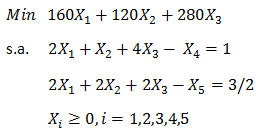 Min 160X₁ + 120X₂ + 280X₃
s.a. 2X₁ + X₂ + 4X₃ − X₄ = 1
2X₁ + 2X₂ + 2X₃ − X₅ = 3/2
Xᵢ ≥ 0, i = 1,2,3,4,5